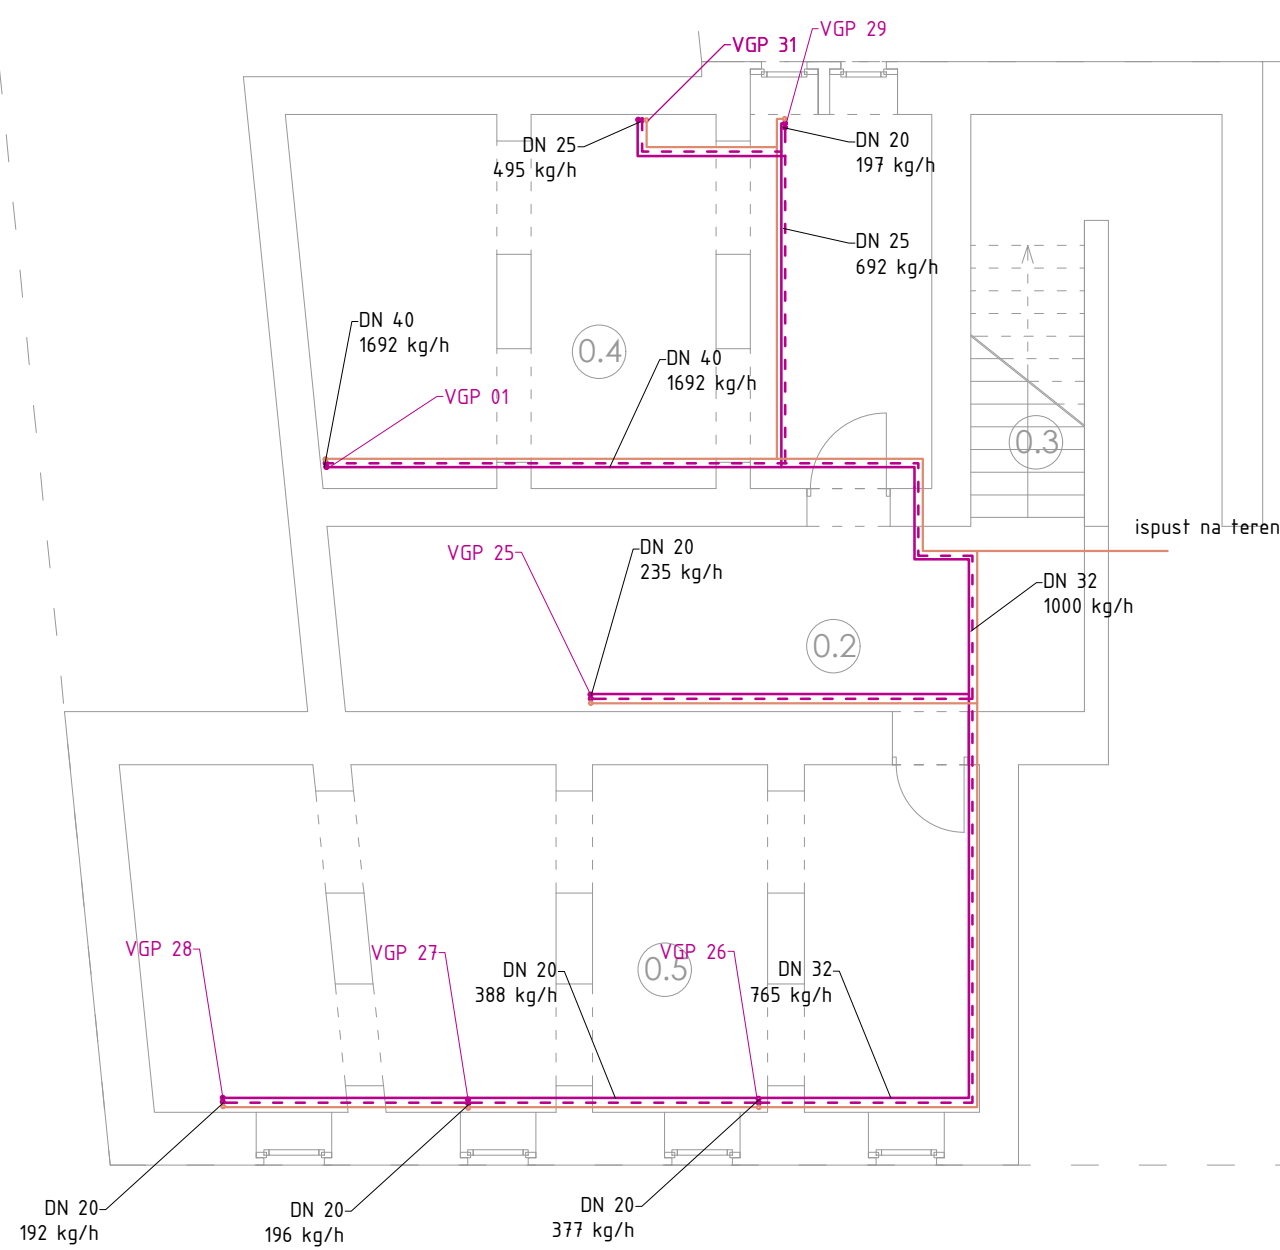 VGP 29
VGP 31
DN 25
495 kg/h
DN 20
197 kg/h
DN 25
692 kg/h
DN 40
1692 kg/h
0.4
DN 40
1692 kg/h
VGP 01
0.3
ispust na teren
VGP 25
DN 20
235 kg/h
DN 32
1000 kg/h
0.2
VGP 28
VGP 27
DN 20
388 kg/h
VGP 26
0.5
DN 32
765 kg/h
DN 20
192 kg/h
DN 20
196 kg/h
DN 20
377 kg/h